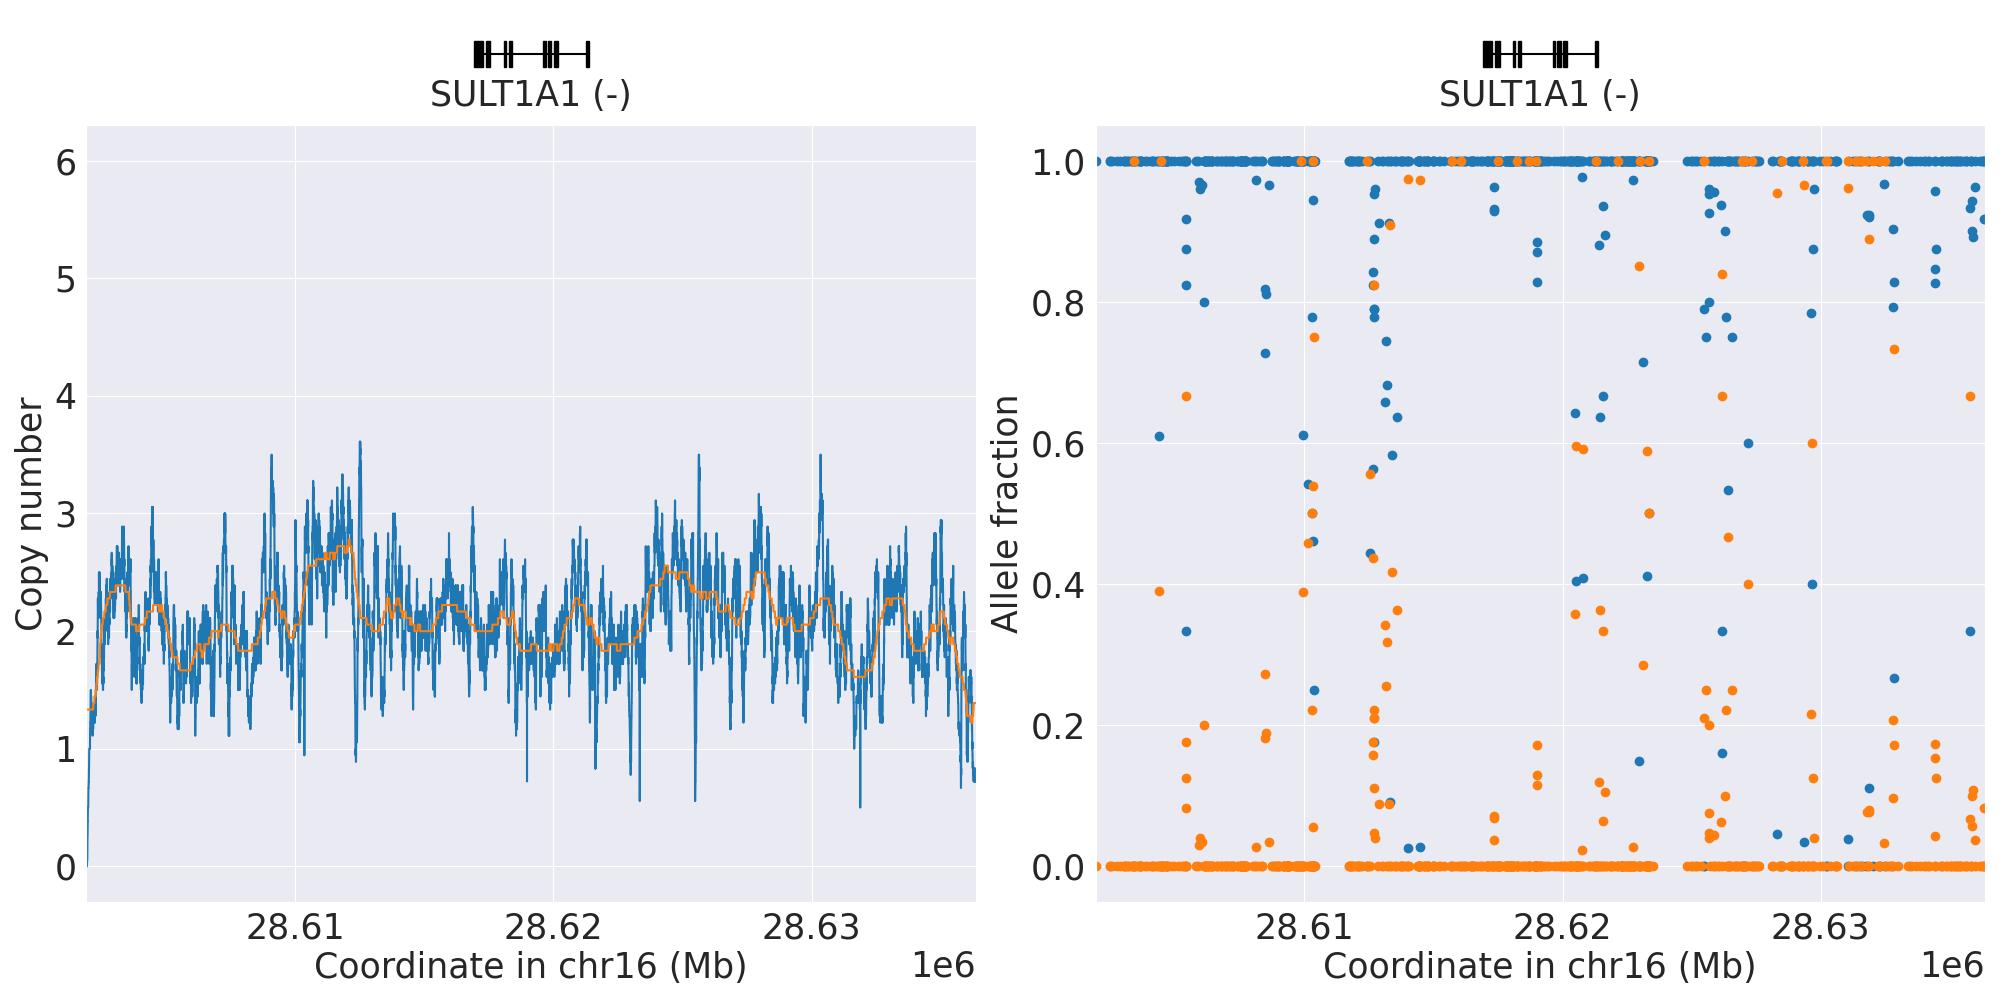 SULT1A1 (-)
Copy number
6
5
4
3
2
1
0
28.61
28.62
28.63
Coordinate in chr16 (Mb)
1e6
SULT1A1 (-)
Allele fraction
1.0
0.8
0.6
0.4
0.2
0.0
28.61
28.62
28.63
Coordinate in chr16 (Mb)
1e6